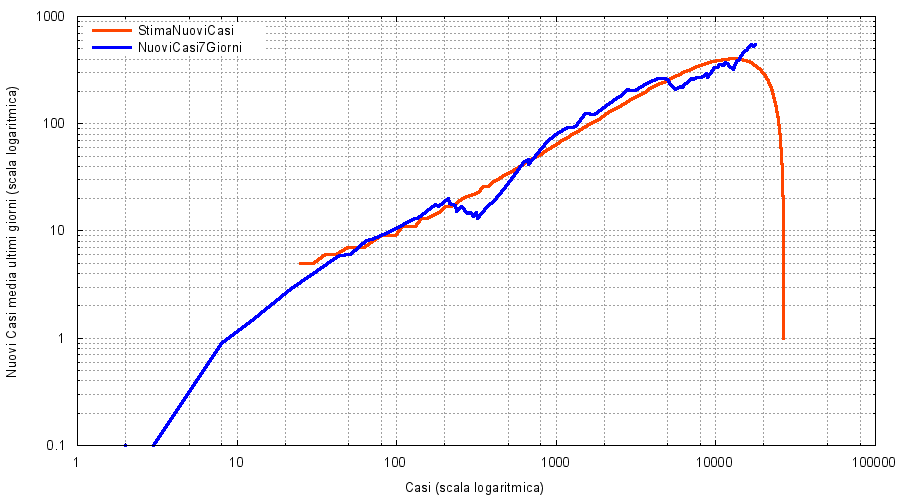 StimaNuoviCasi
NuoviCasi7Giorni
Nuovi Casi media ultimi giorni (scala logaritmica)
1000
100
10
1
0.1
1
10
100
1000
10000
100000
Casi (scala logaritmica)